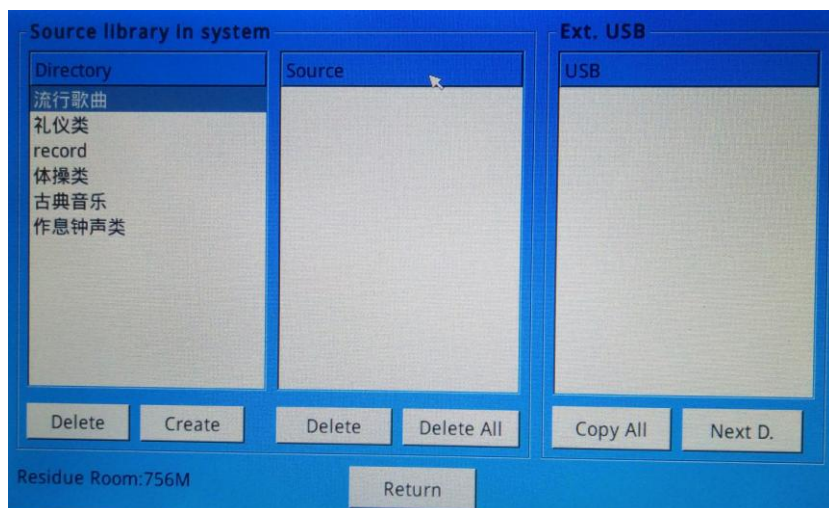 Source library in system
Ext. USB
Directory
Source
USB
流行歌曲
礼仪类
record
体操类
古典音乐
作息钟声类
Delete
Create
Delete
Delete All
Copy All
Next D.
Residue Room:756M
Return